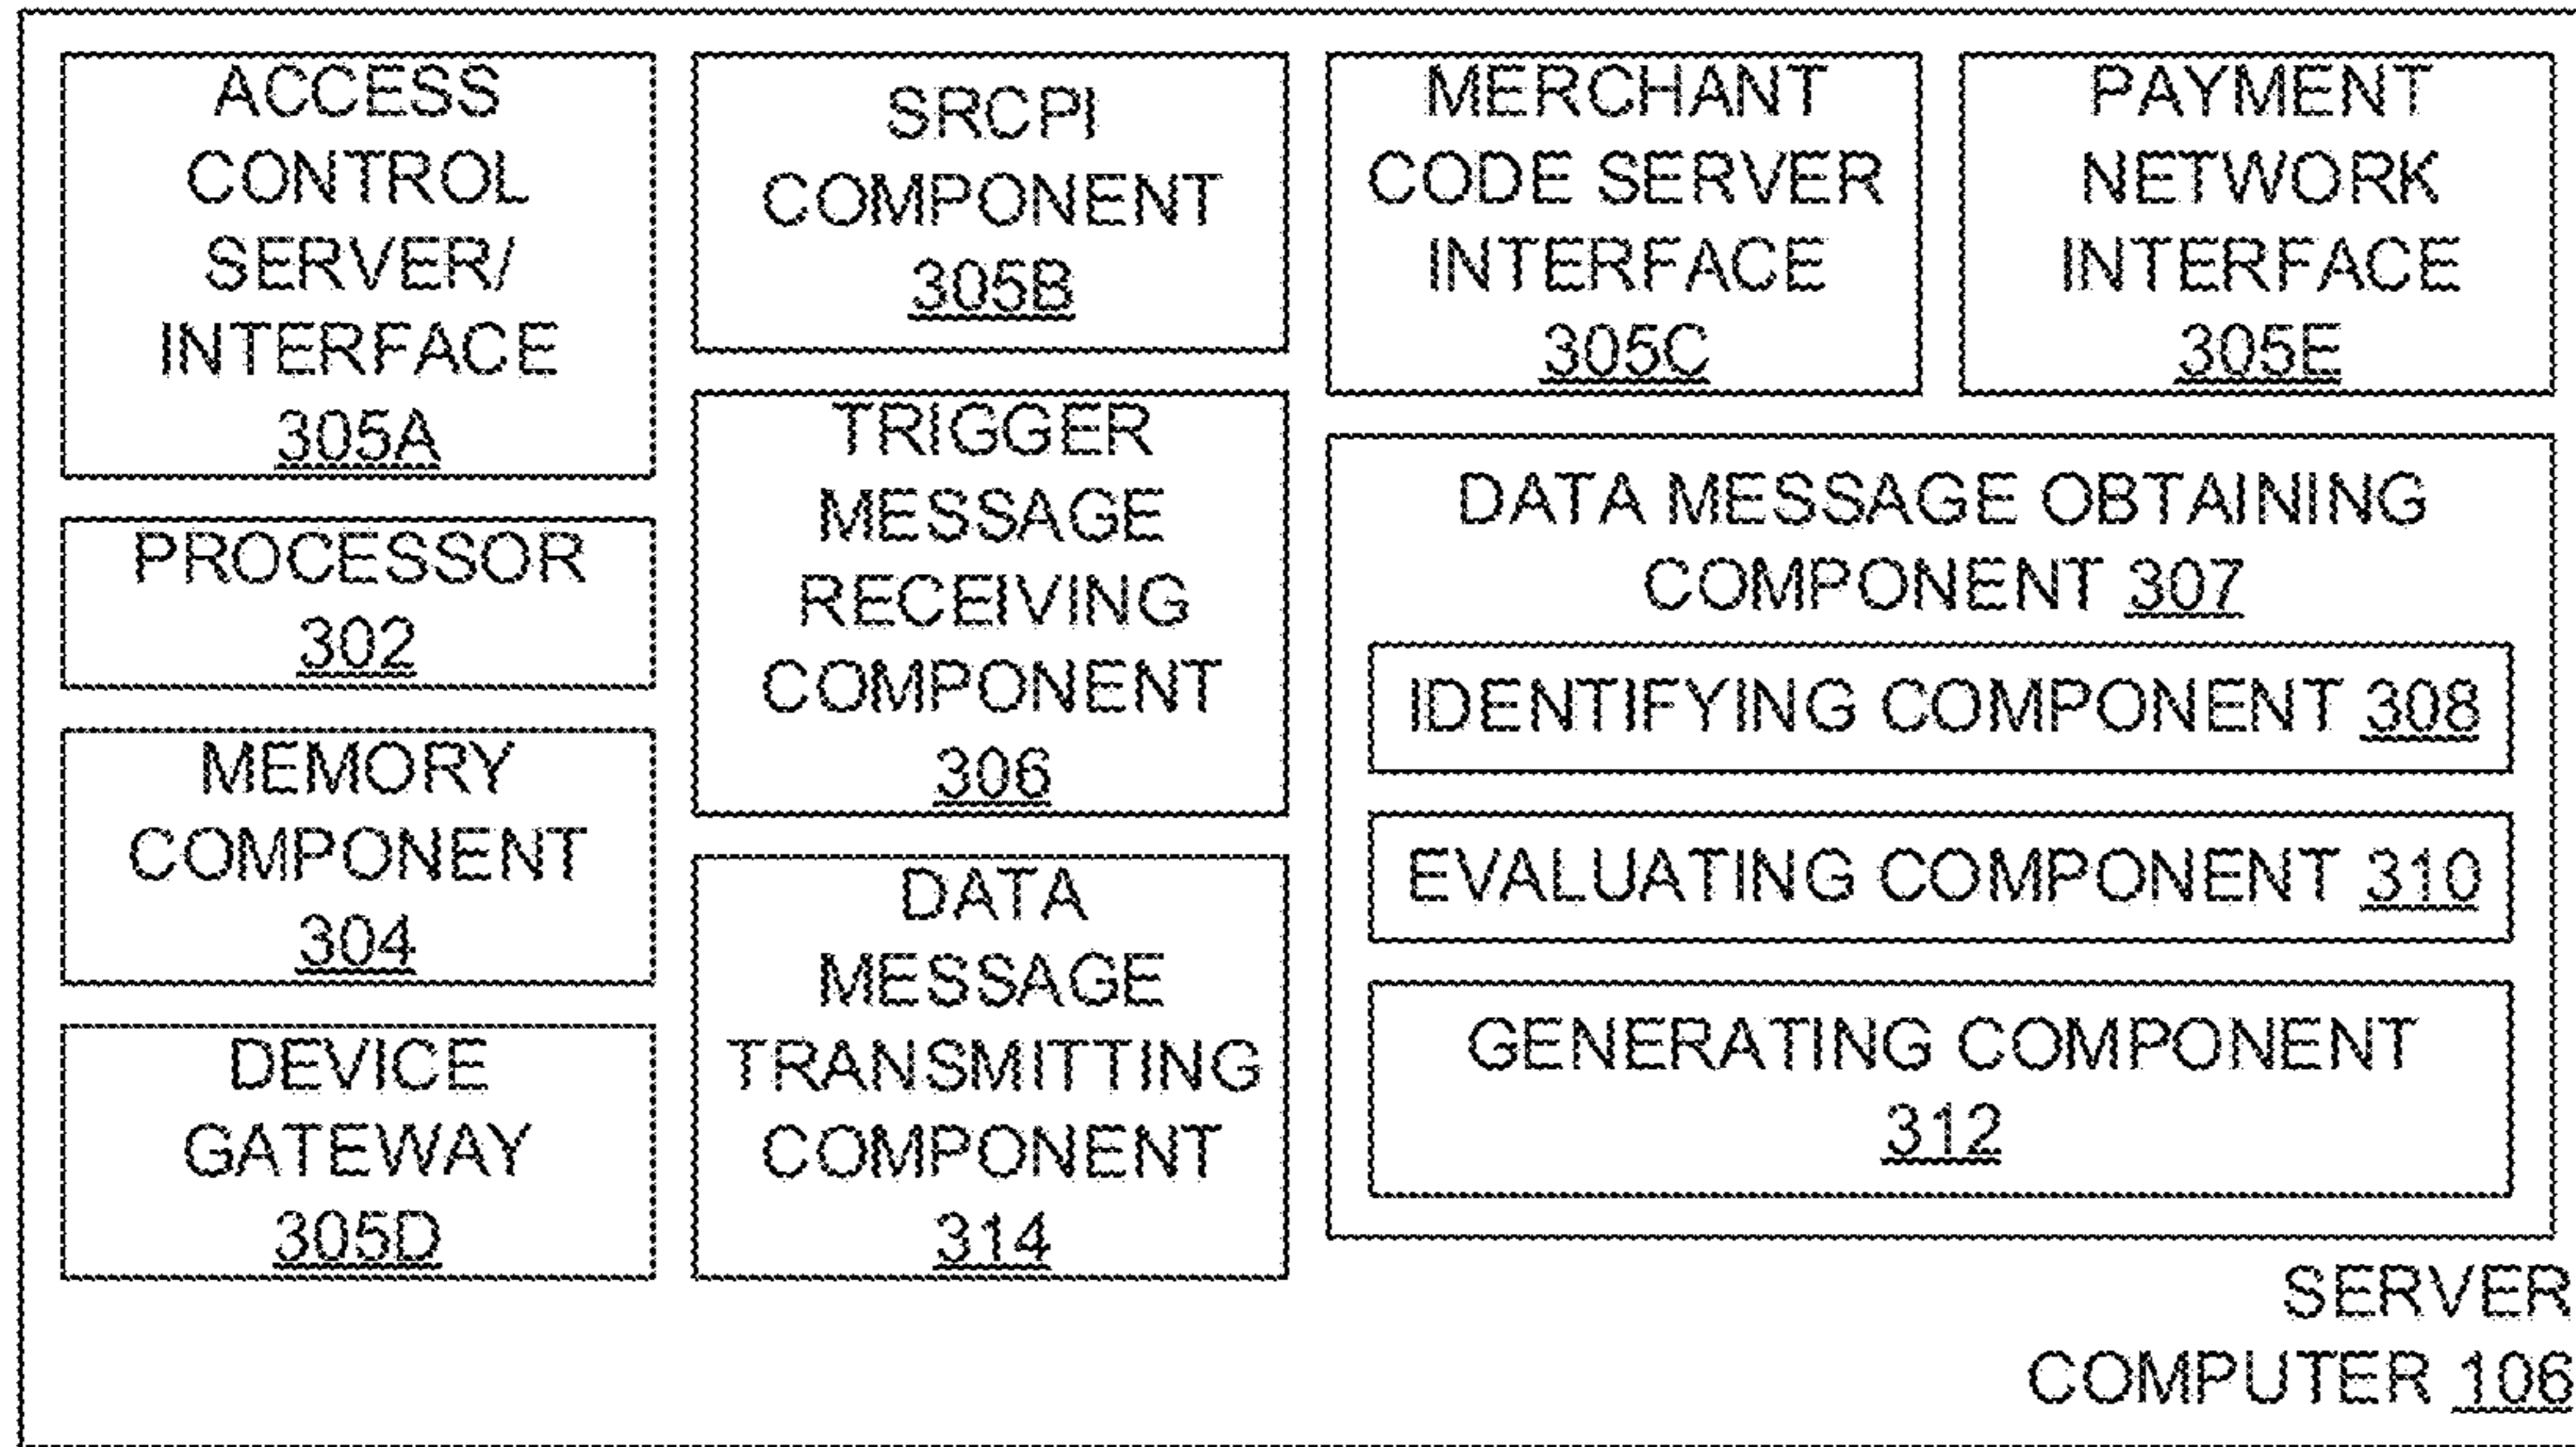 ACCESS
CONTROL
SERVER/
INTERFACE
305A
PROCESSOR
302
MEMORY
COMPONENT
304
DEVICE
GATEWAY
305D
SRCPI
COMPONENT
305B
TRIGGER
MESSAGE
RECEIVING
COMPONENT
306
DATA
MESSAGE
TRANSMITTING
COMPONENT
314
MERCHANT
CODE SERVER
INTERFACE
305C
PAYMENT
NETWORK
INTERFACE
305E
DATA MESSAGE OBTAINING
COMPONENT 307
IDENTIFYING COMPONENT 308
EVALUATING COMPONENT 310
GENERATING COMPONENT
312
SERVER
COMPUTER 106